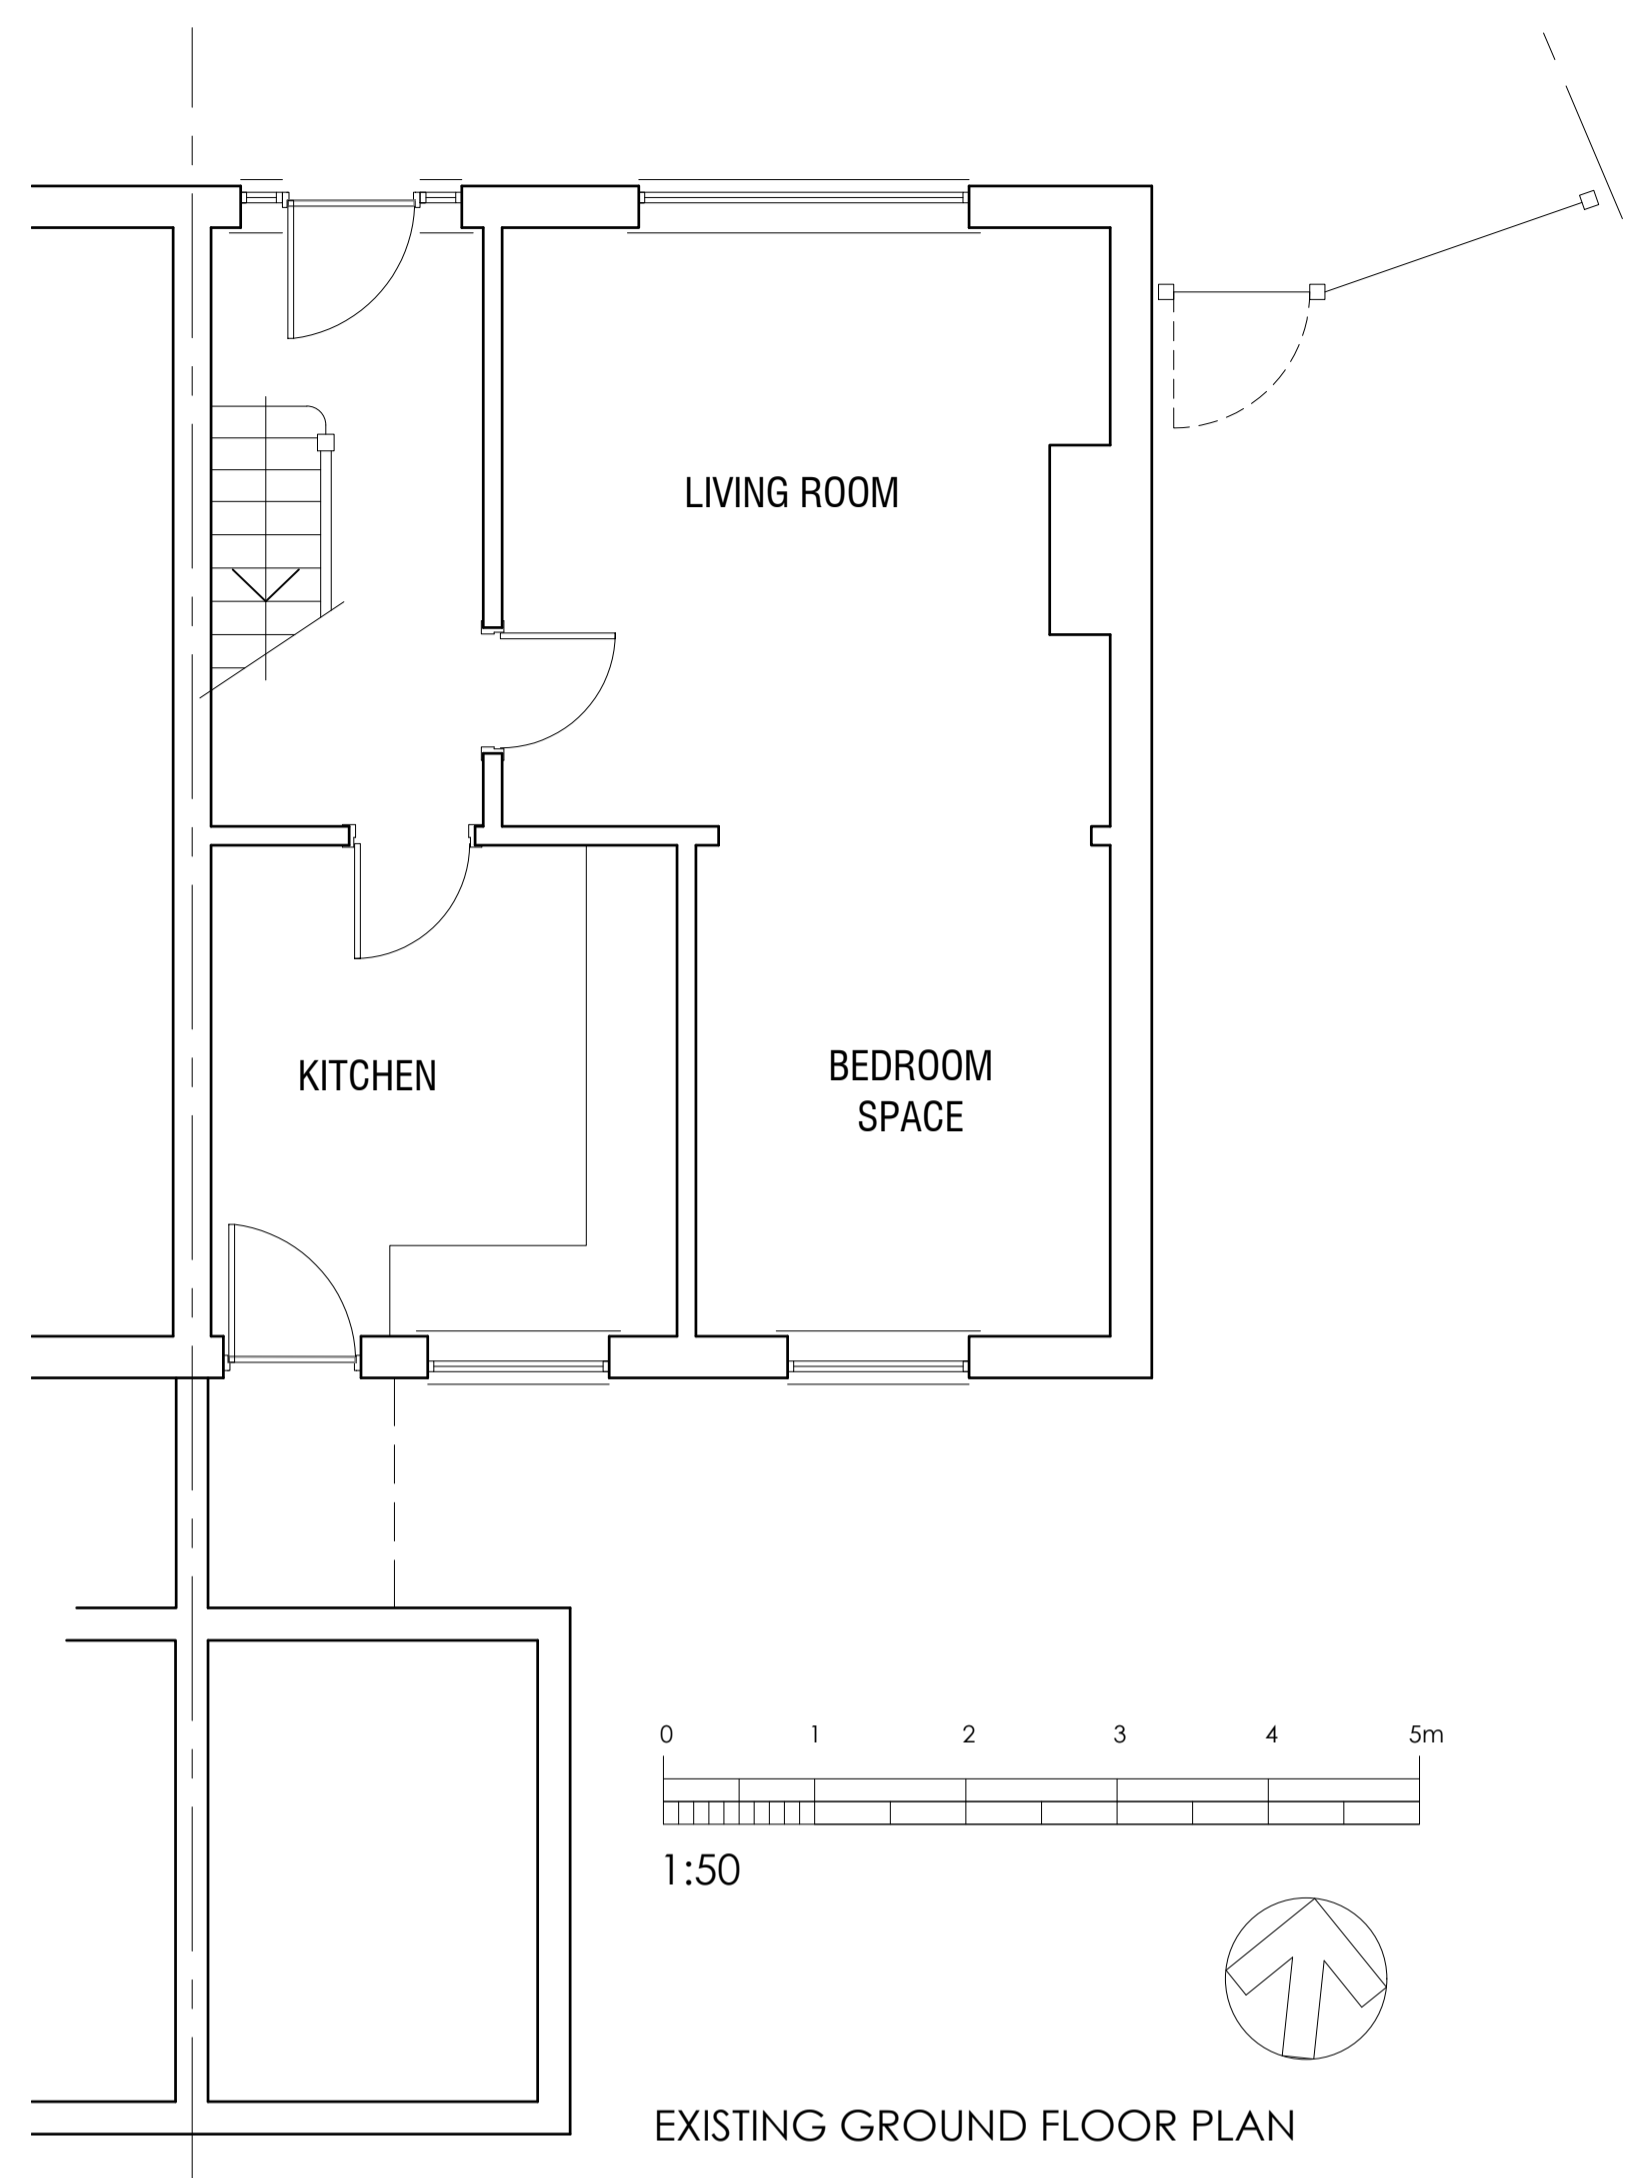 LIVING ROOM
KITCHEN
BEDROOM
SPACE
0 1 2 3 4 5m
1:50
EXISTING GROUND FLOOR PLAN